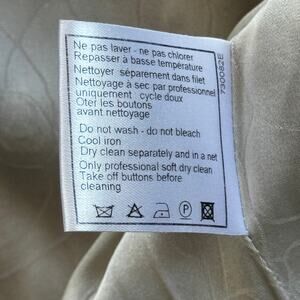 Ne pas laver - ne pas chlorer
Repasser à basse température
Nettoyer séparement dans filet
Nettoyage à sec par professionnel
uniquement: cycle doux
Oter les boutons
avant nettoyage
Do not wash - do not bleach
Cool iron
Dry clean separately and in a net
Only professional soft dry clean
Take off buttons before
cleaning
P
730082E